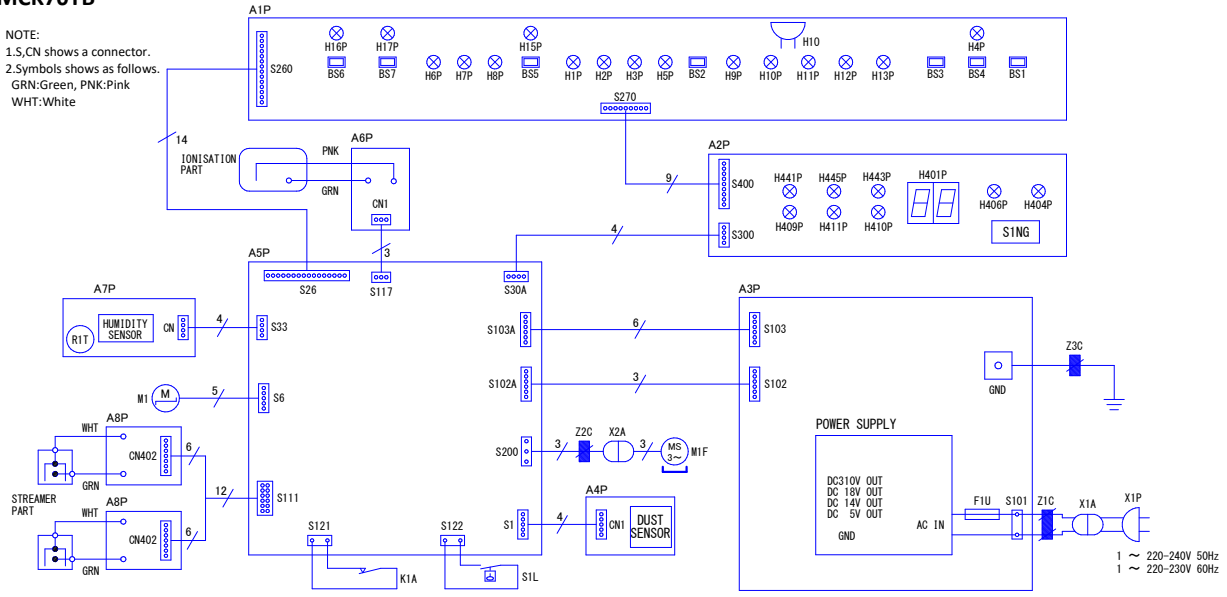 MCK70YB
NOTE:
1.S,CN shows a connector.
2.Symbols shows as follows.
GRN:Green, PNK:Pink
WHT:White
A1P
S260
H16P
H17P
H15P
H10
H4P
BS6
BS7
H6P
H7P
H8P
BS5
H1P
H2P
H3P
H5P
BS2
H9P
H10P
H11P
H12P
H13P
BS3
BS4
BS1
S270
14
IONISATION
PART
PNK
GRN
A6P
CN1
3
9
A2P
S400
S300
4
H441P
H445P
H443P
H401P
H406P
H404P
H409P
H411P
H410P
S1NG
A5P
S26
S117
S30A
A7P
R1T
HUMIDITY
SENSOR
CN
4
S33
S103A
6
S103
S102A
3
S102
A3P
GND
Z3C
M1
M
5
S6
A8P
WHT
CN402
6
GRN
STREAMER
PART
12
S111
A8P
WHT
CN402
6
GRN
S200
3
Z2C
X2A
3
MS
3~
M1F
A4P
S1
4
CN1
DUST
SENSOR
S121
K1A
S122
S1L
POWER SUPPLY
DC310V OUT
DC 18V OUT
DC 14V OUT
DC 5V OUT
GND
AC IN
F1U
S101
Z1C
X1A
X1P
1 ~ 220-240V 50Hz
1 ~ 220-230V 60Hz